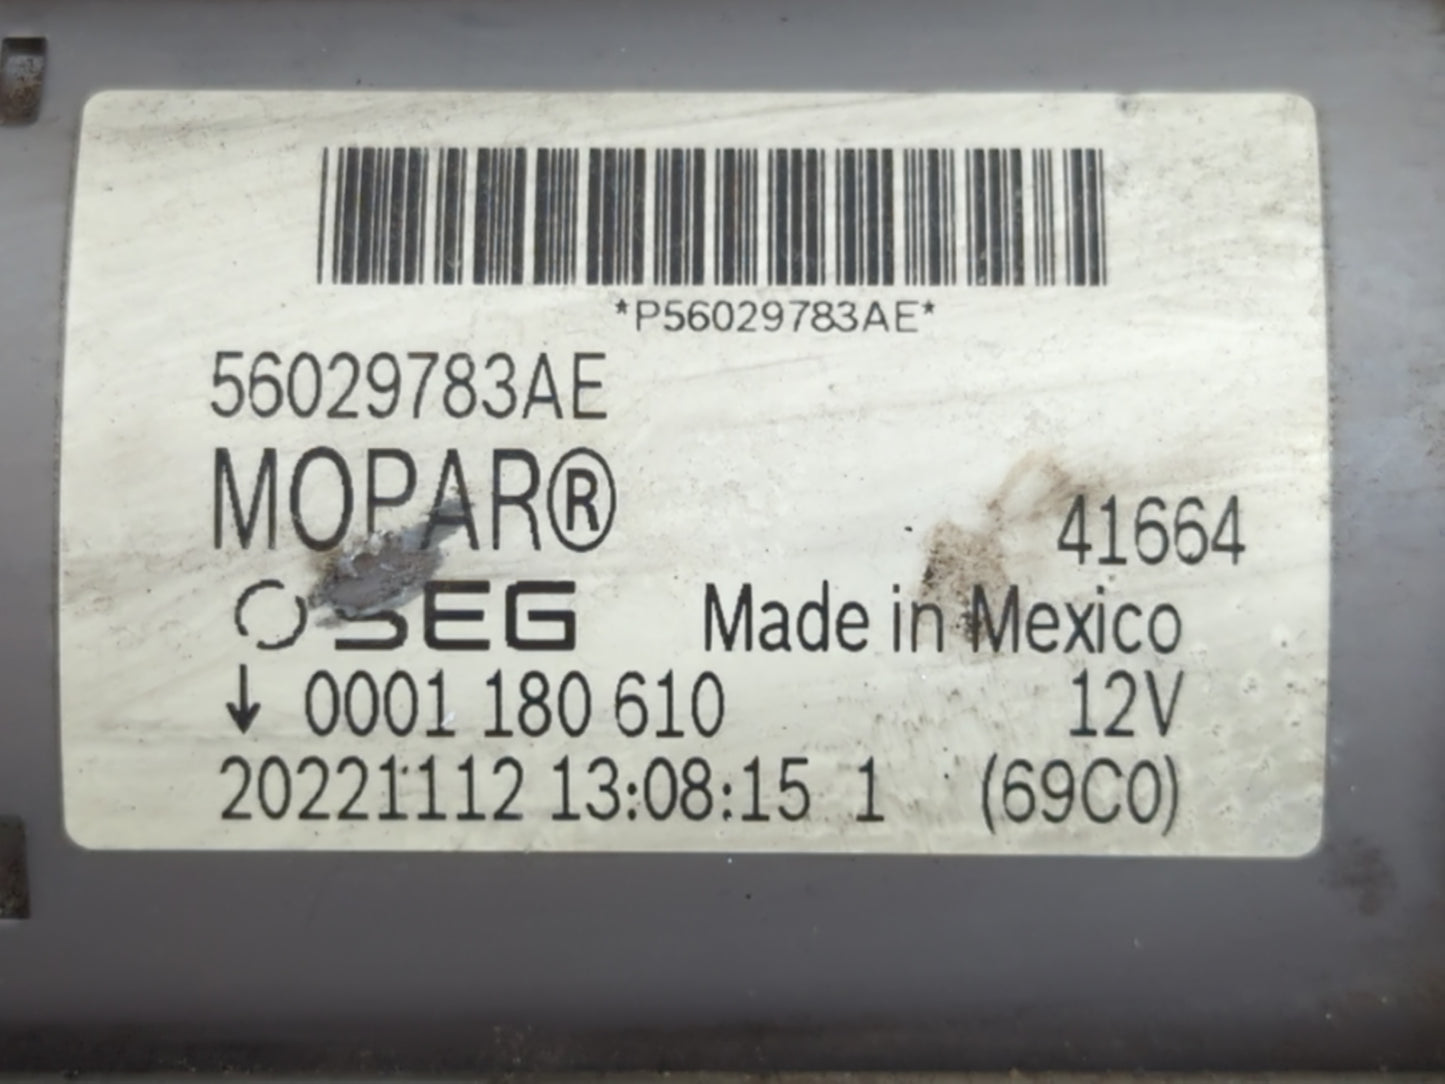 *P56029783AE*
56029783AE
MOPAR®
41664
SEG Made in Mexico
↓ 0001 180 610 12V
20221112 13:08:15 1 (69C0)